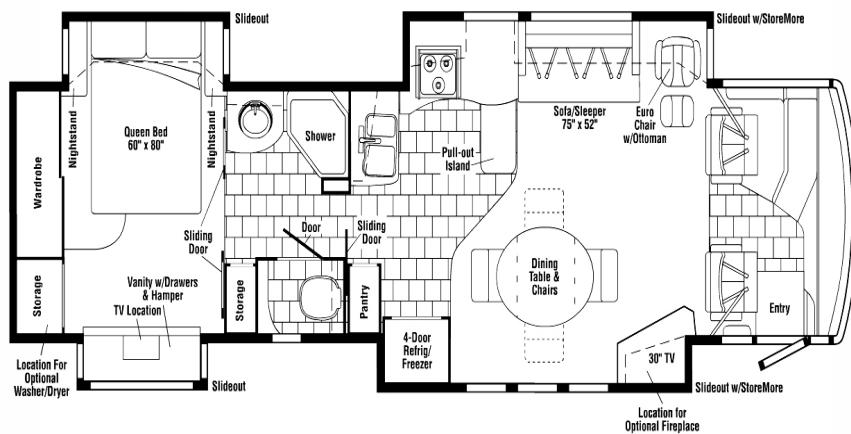 Slideout
Slideout w/StoreMore
Queen Bed
60" x 80"
Nightstand
Nightstand
Wardrobe
Shower
Sofa/Sleeper
75" x 52"
Euro
Chair
w/Ottoman
Pull-out
Island
Sliding
Door
Door
Sliding
Door
Dining
Table &
Chairs
Storage
Vanity w/Drawers
& Hamper
TV Location
Storage
Pantry
Entry
4-Door
Refrig/
Freezer
30" TV
Location For
Optional
Washer/Dryer
Slideout
Slideout w/StoreMore
Location for
Optional Fireplace